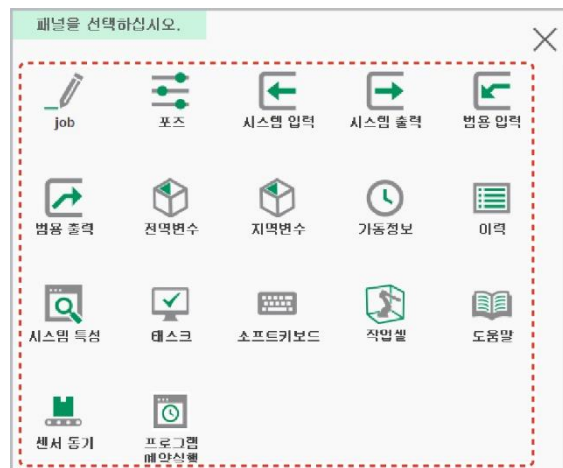 패널을 선택하십시오.
job
포즈
시스템 입력
시스템 출력
범용 입력
범용 출력
전역변수
지역변수
가동정보
이력
시스템 특성
태스크
소프트키보드
작업셀
도움말
센서 동기
프로그램
예약실행